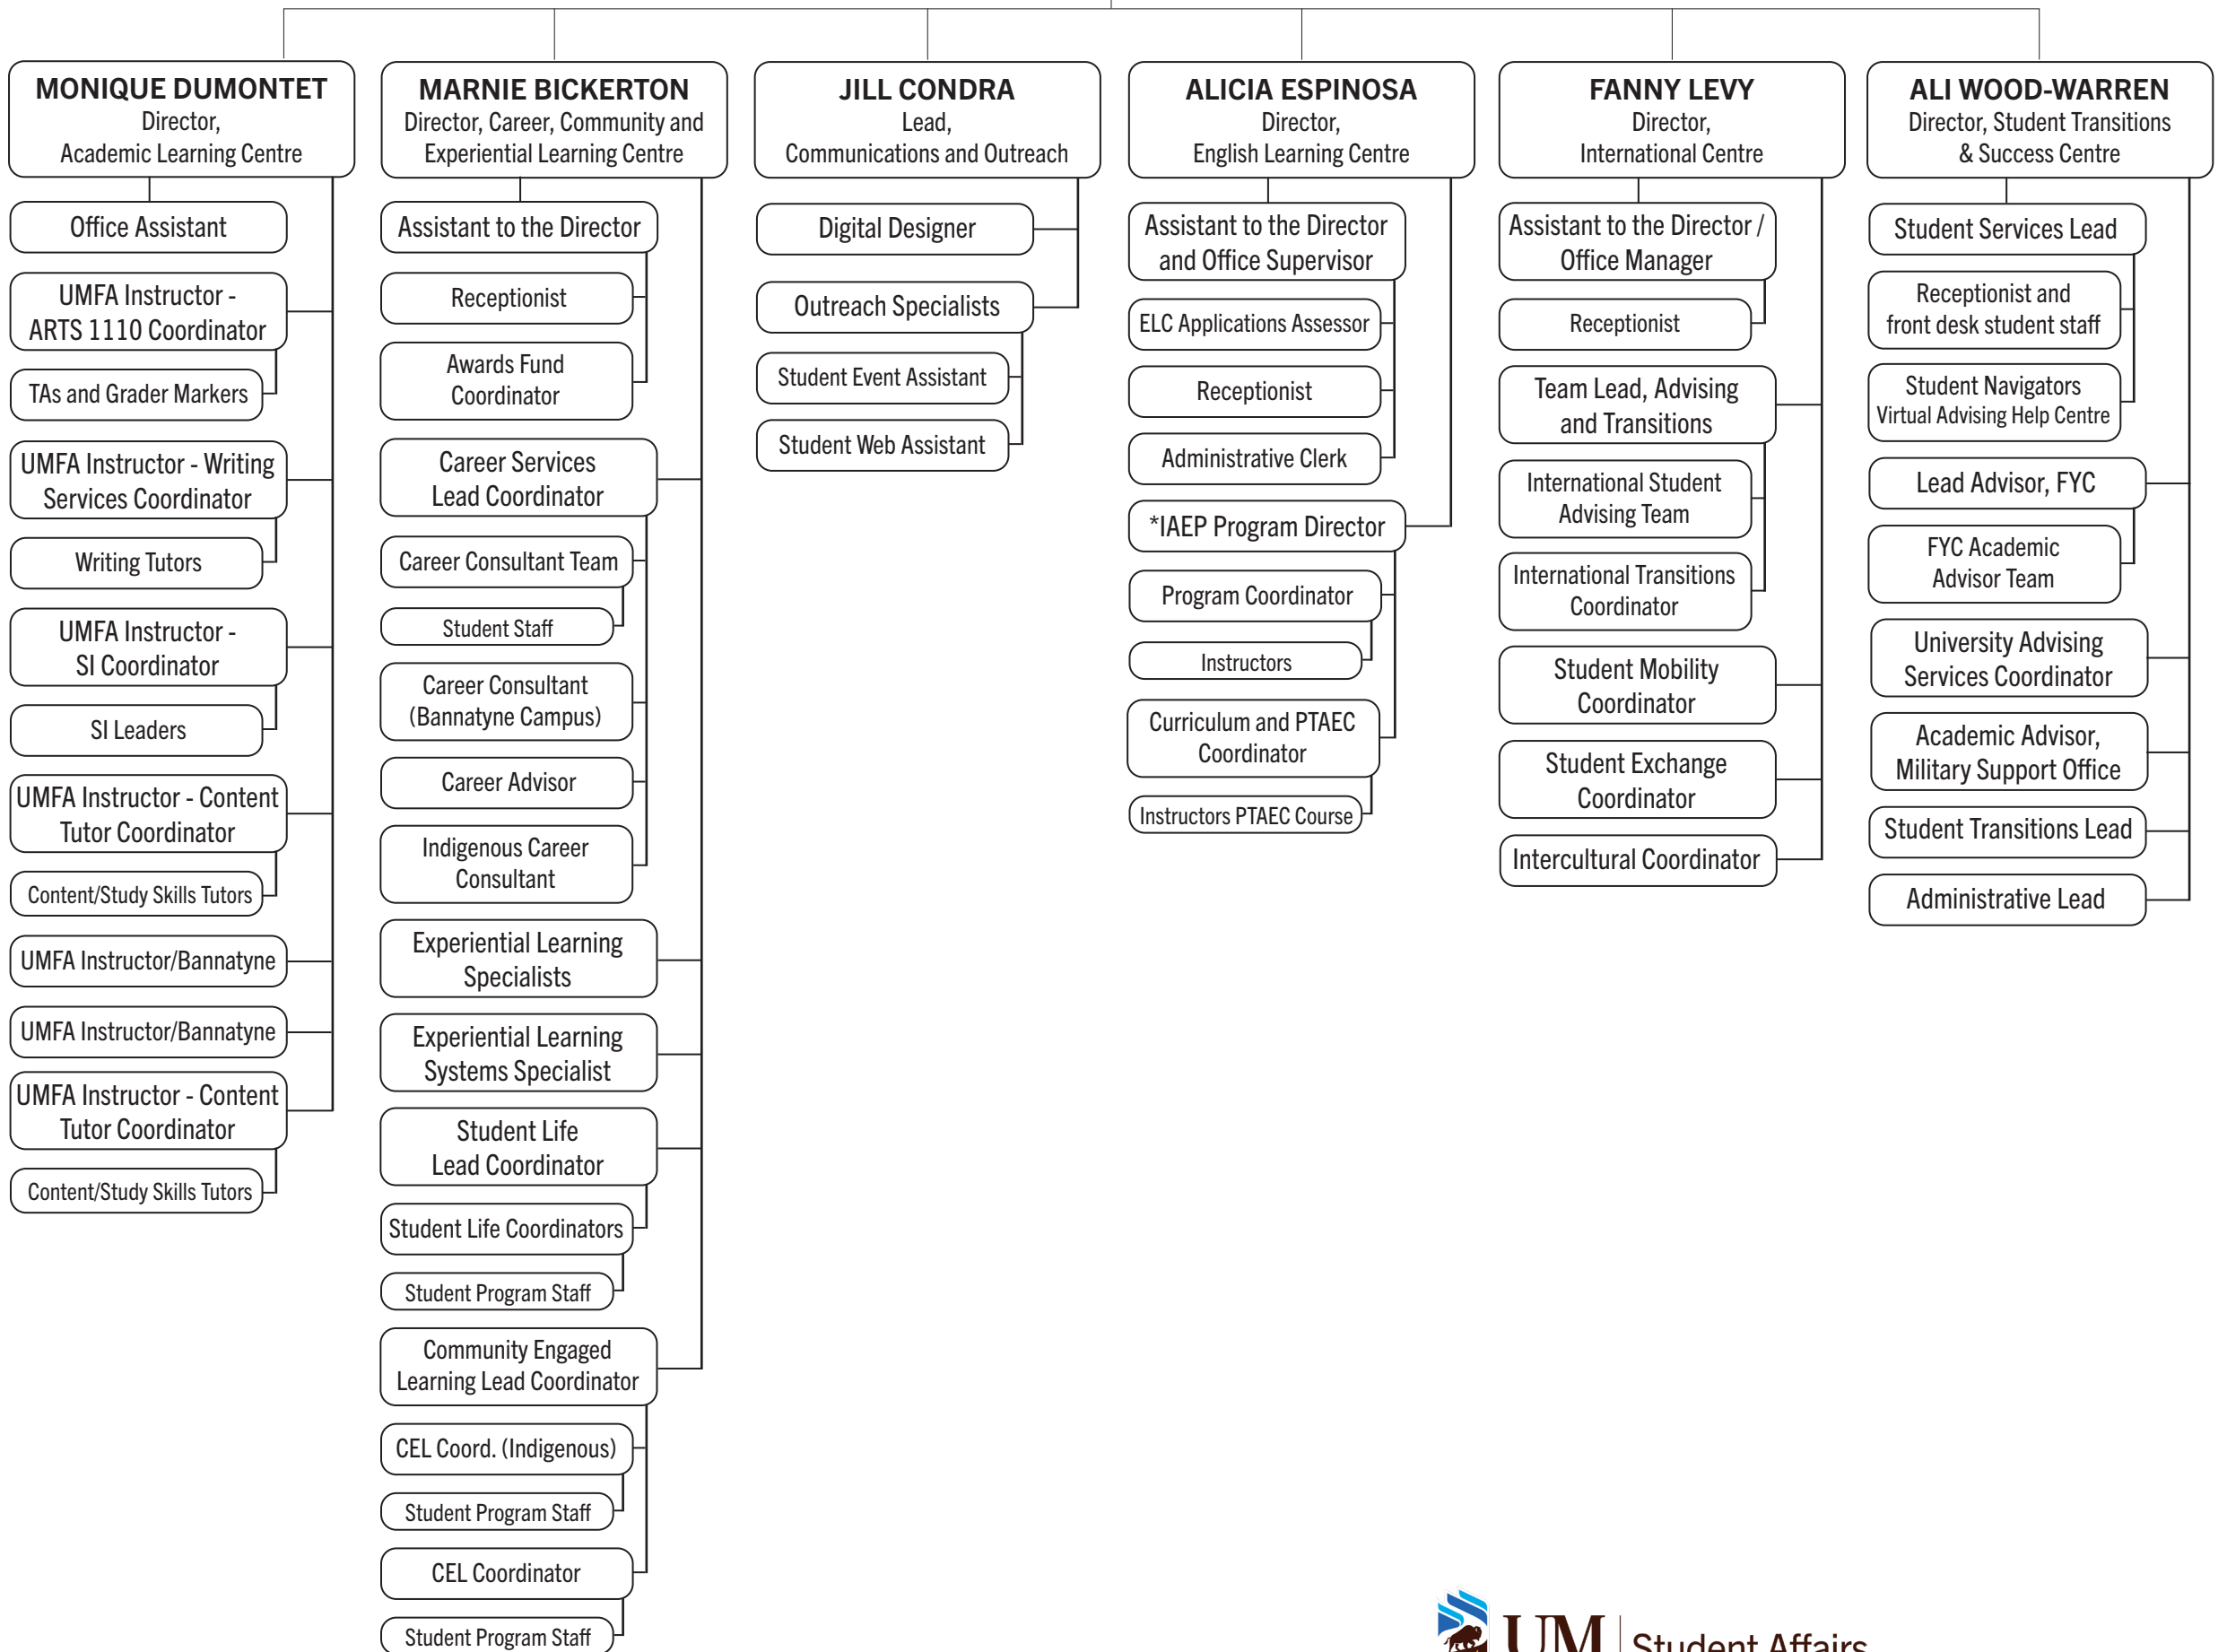 MONIQUE DUMONTET
Director,
Academic Learning Centre
Office Assistant
UMFA Instructor -
ARTS 1110 Coordinator
TAs and Grader Markers
UMFA Instructor - Writing
Services Coordinator
Writing Tutors
UMFA Instructor -
SI Coordinator
SI Leaders
UMFA Instructor - Content
Tutor Coordinator
Content/Study Skills Tutors
UMFA Instructor/Bannatyne
UMFA Instructor/Bannatyne
UMFA Instructor - Content
Tutor Coordinator
Content/Study Skills Tutors
MARNIE BICKERTON
Director, Career, Community and
Experiential Learning Centre
Assistant to the Director
Receptionist
Awards Fund
Coordinator
Career Services
Lead Coordinator
Career Consultant Team
Student Staff
Career Consultant
(Bannatyne Campus)
Career Advisor
Indigenous Career
Consultant
Experiential Learning
Specialists
Experiential Learning
Systems Specialist
Student Life
Lead Coordinator
Student Life Coordinators
Student Program Staff
Community Engaged
Learning Lead Coordinator
CEL Coord. (Indigenous)
Student Program Staff
CEL Coordinator
Student Program Staff
JILL CONDRA
Lead,
Communications and Outreach
Digital Designer
Outreach Specialists
Student Event Assistant
Student Web Assistant
ALICIA ESPINOSA
Director,
English Learning Centre
Assistant to the Director
and Office Supervisor
ELC Applications Assessor
Receptionist
Administrative Clerk
*IAEP Program Director
Program Coordinator
Instructors
Curriculum and PTAEC
Coordinator
Instructors PTAEC Course
FANNY LEVY
Director,
International Centre
Assistant to the Director /
Office Manager
Receptionist
Team Lead, Advising
and Transitions
International Student
Advising Team
International Transitions
Coordinator
Student Mobility
Coordinator
Student Exchange
Coordinator
Intercultural Coordinator
ALI WOOD-WARREN
Director, Student Transitions
& Success Centre
Student Services Lead
Receptionist and
front desk student staff
Student Navigators
Virtual Advising Help Centre
Lead Advisor, FYC
FYC Academic
Advisor Team
University Advising
Services Coordinator
Academic Advisor,
Military Support Office
Student Transitions Lead
Administrative Lead
UM Student Affairs